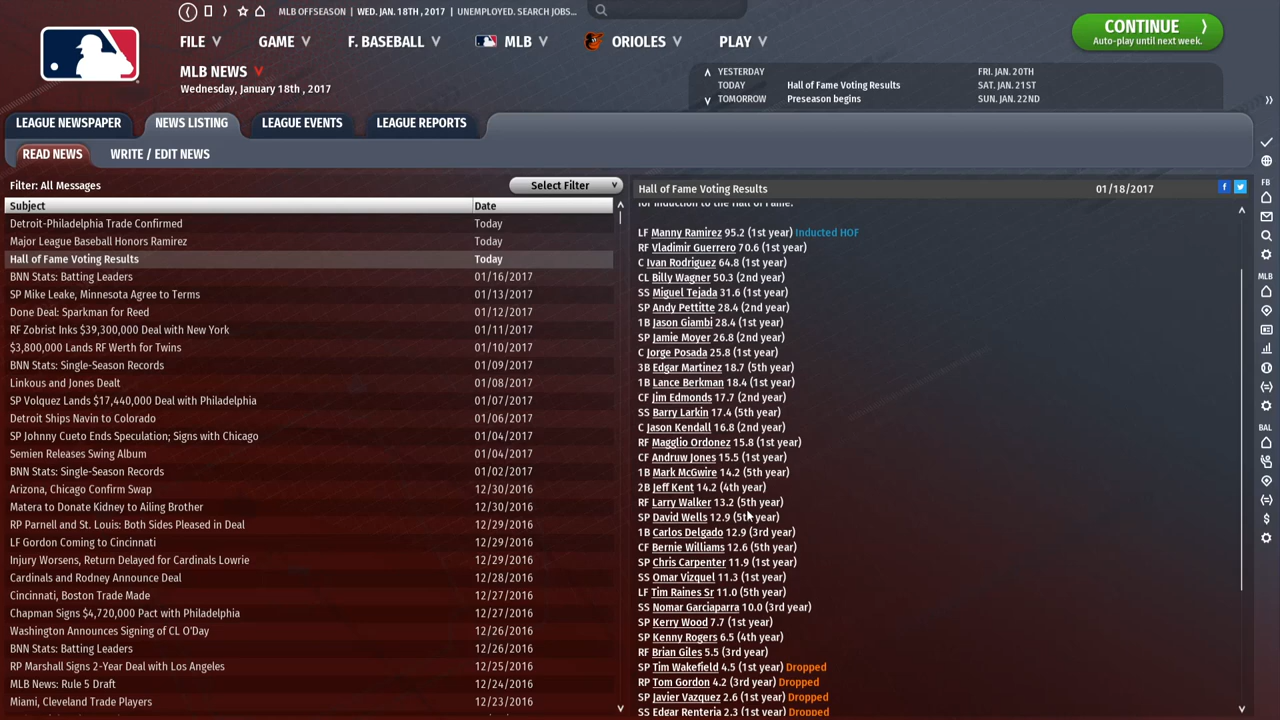 MLB OFFSEASON | WED. JAN. 18TH , 2017 | UNEMPLOYED. SEARCH JOBS...
FILE GAME F. BASEBALL MLB ORIOLES PLAY
CONTINUE
Auto-play until next week.
MLB NEWS
Wednesday, January 18th , 2017
YESTERDAY FRI. JAN. 20TH
TODAY Hall of Fame Voting Results SAT. JAN. 21ST
TOMORROW Preseason begins SUN. JAN. 22ND
LEAGUE NEWSPAPER NEWS LISTING LEAGUE EVENTS LEAGUE REPORTS
READ NEWS WRITE / EDIT NEWS
Filter: All Messages Select Filter
Subject Date
Detroit-Philadelphia Trade Confirmed Today
Major League Baseball Honors Ramirez Today
Hall of Fame Voting Results Today
BNN Stats: Batting Leaders 01/16/2017
SP Mike Leake, Minnesota Agree to Terms 01/13/2017
Done Deal: Sparkman for Reed 01/12/2017
RF Zobrist Inks $39,300,000 Deal with New York 01/11/2017
$3,800,000 Lands RF Werth for Twins 01/10/2017
BNN Stats: Single-Season Records 01/09/2017
Linkous and Jones Dealt 01/08/2017
SP Volquez Lands $17,440,000 Deal with Philadelphia 01/07/2017
Detroit Ships Navin to Colorado 01/06/2017
SP Johnny Cueto Ends Speculation; Signs with Chicago 01/04/2017
Semien Releases Swing Album 01/04/2017
BNN Stats: Single-Season Records 01/02/2017
Arizona, Chicago Confirm Swap 12/30/2016
Matera to Donate Kidney to Ailing Brother 12/30/2016
RP Parnell and St. Louis: Both Sides Pleased in Deal 12/29/2016
LF Gordon Coming to Cincinnati 12/29/2016
Injury Worsens, Return Delayed for Cardinals Lowrie 12/29/2016
Cardinals and Rodney Announce Deal 12/28/2016
Cincinnati, Boston Trade Made 12/27/2016
Chapman Signs $4,720,000 Pact with Philadelphia 12/27/2016
Washington Announces Signing of CL O'Day 12/26/2016
BNN Stats: Batting Leaders 12/26/2016
RP Marshall Signs 2-Year Deal with Los Angeles 12/25/2016
MLB News: Rule 5 Draft 12/24/2016
Miami, Cleveland Trade Players 12/23/2016
Hall of Fame Voting Results 01/18/2017
for induction to the Hall of Fame.
LF Manny Ramirez 95.2 (1st year) Inducted HOF
RF Vladimir Guerrero 70.6 (1st year)
C Ivan Rodriguez 64.8 (1st year)
CL Billy Wagner 50.3 (2nd year)
SS Miguel Tejada 31.6 (1st year)
SP Andy Pettitte 28.4 (2nd year)
1B Jason Giambi 28.4 (1st year)
SP Jamie Moyer 26.8 (2nd year)
C Jorge Posada 25.8 (1st year)
3B Edgar Martinez 18.7 (5th year)
1B Lance Berkman 18.4 (1st year)
CF Jim Edmonds 17.7 (2nd year)
SS Barry Larkin 17.4 (5th year)
C Jason Kendall 16.8 (2nd year)
RF Magglio Ordonez 15.8 (1st year)
CF Andruw Jones 15.5 (1st year)
1B Mark McGwire 14.2 (5th year)
2B Jeff Kent 14.2 (4th year)
RF Larry Walker 13.2 (5th year)
SP David Wells 12.9 (5th year)
1B Carlos Delgado 12.9 (3rd year)
CF Bernie Williams 12.6 (5th year)
SP Chris Carpenter 11.9 (1st year)
SS Omar Vizquel 11.3 (1st year)
LF Tim Raines Sr 11.0 (5th year)
SS Nomar Garciaparra 10.0 (3rd year)
SP Kerry Wood 7.7 (1st year)
SP Kenny Rogers 6.5 (4th year)
RF Brian Giles 5.5 (3rd year)
SP Tim Wakefield 4.5 (1st year) Dropped
RP Tom Gordon 4.2 (3rd year) Dropped
SP Javier Vazquez 2.6 (1st year) Dropped
SS Edgar Renteria 2.3 (1st year) Dropped
FB
MLB
BAL